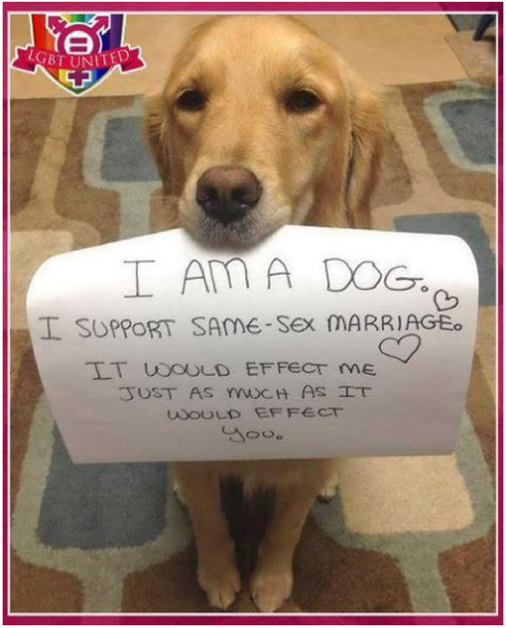 LGBT UNITED
I AM A DOG.
I SUPPORT SAME-SEX MARRIAGE.
IT WOULD EFFECT ME
JUST AS MUCH AS IT
WOULD EFFECT
YOU.